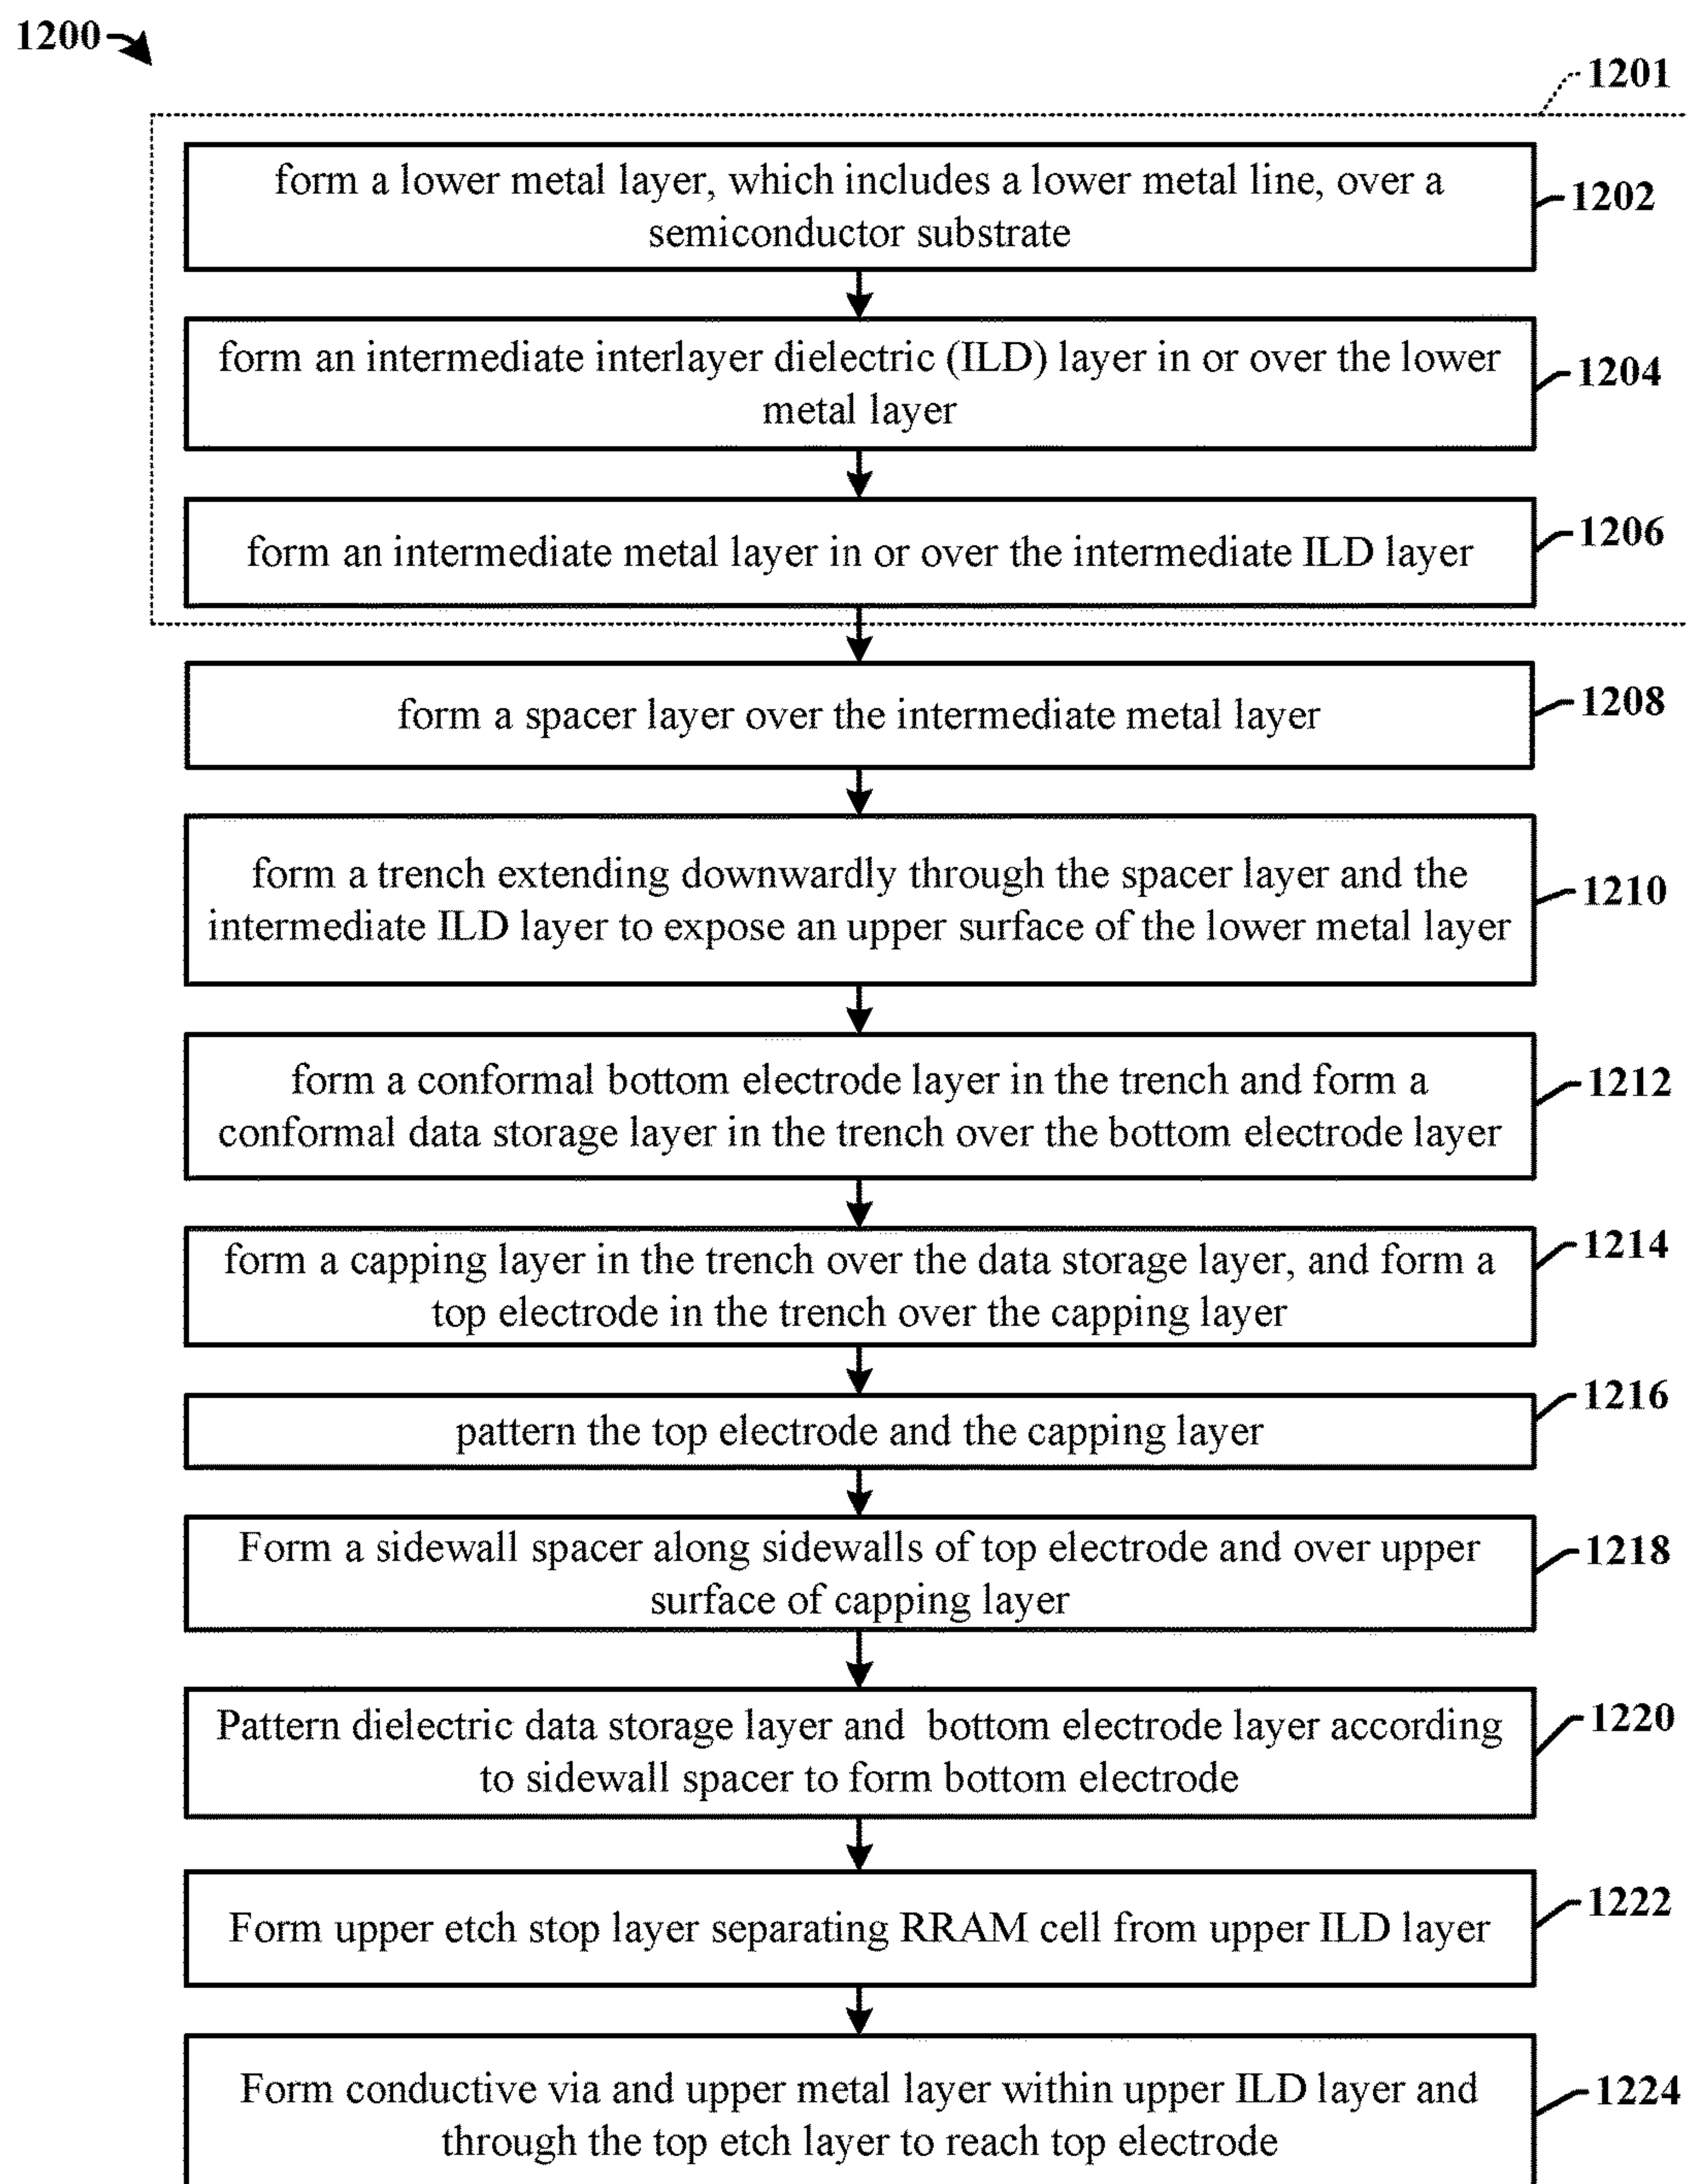 1200
1201
form a lower metal layer, which includes a lower metal line, over a
semiconductor substrate
1202
form an intermediate interlayer dielectric (ILD) layer in or over the lower
metal layer
1204
form an intermediate metal layer in or over the intermediate ILD layer
1206
form a spacer layer over the intermediate metal layer
1208
form a trench extending downwardly through the spacer layer and the
intermediate ILD layer to expose an upper surface of the lower metal layer
1210
form a conformal bottom electrode layer in the trench and form a
conformal data storage layer in the trench over the bottom electrode layer
1212
form a capping layer in the trench over the data storage layer, and form a
top electrode in the trench over the capping layer
1214
pattern the top electrode and the capping layer
1216
Form a sidewall spacer along sidewalls of top electrode and over upper
surface of capping layer
1218
Pattern dielectric data storage layer and bottom electrode layer according
to sidewall spacer to form bottom electrode
1220
Form upper etch stop layer separating RRAM cell from upper ILD layer
1222
Form conductive via and upper metal layer within upper ILD layer and
through the top etch layer to reach top electrode
1224